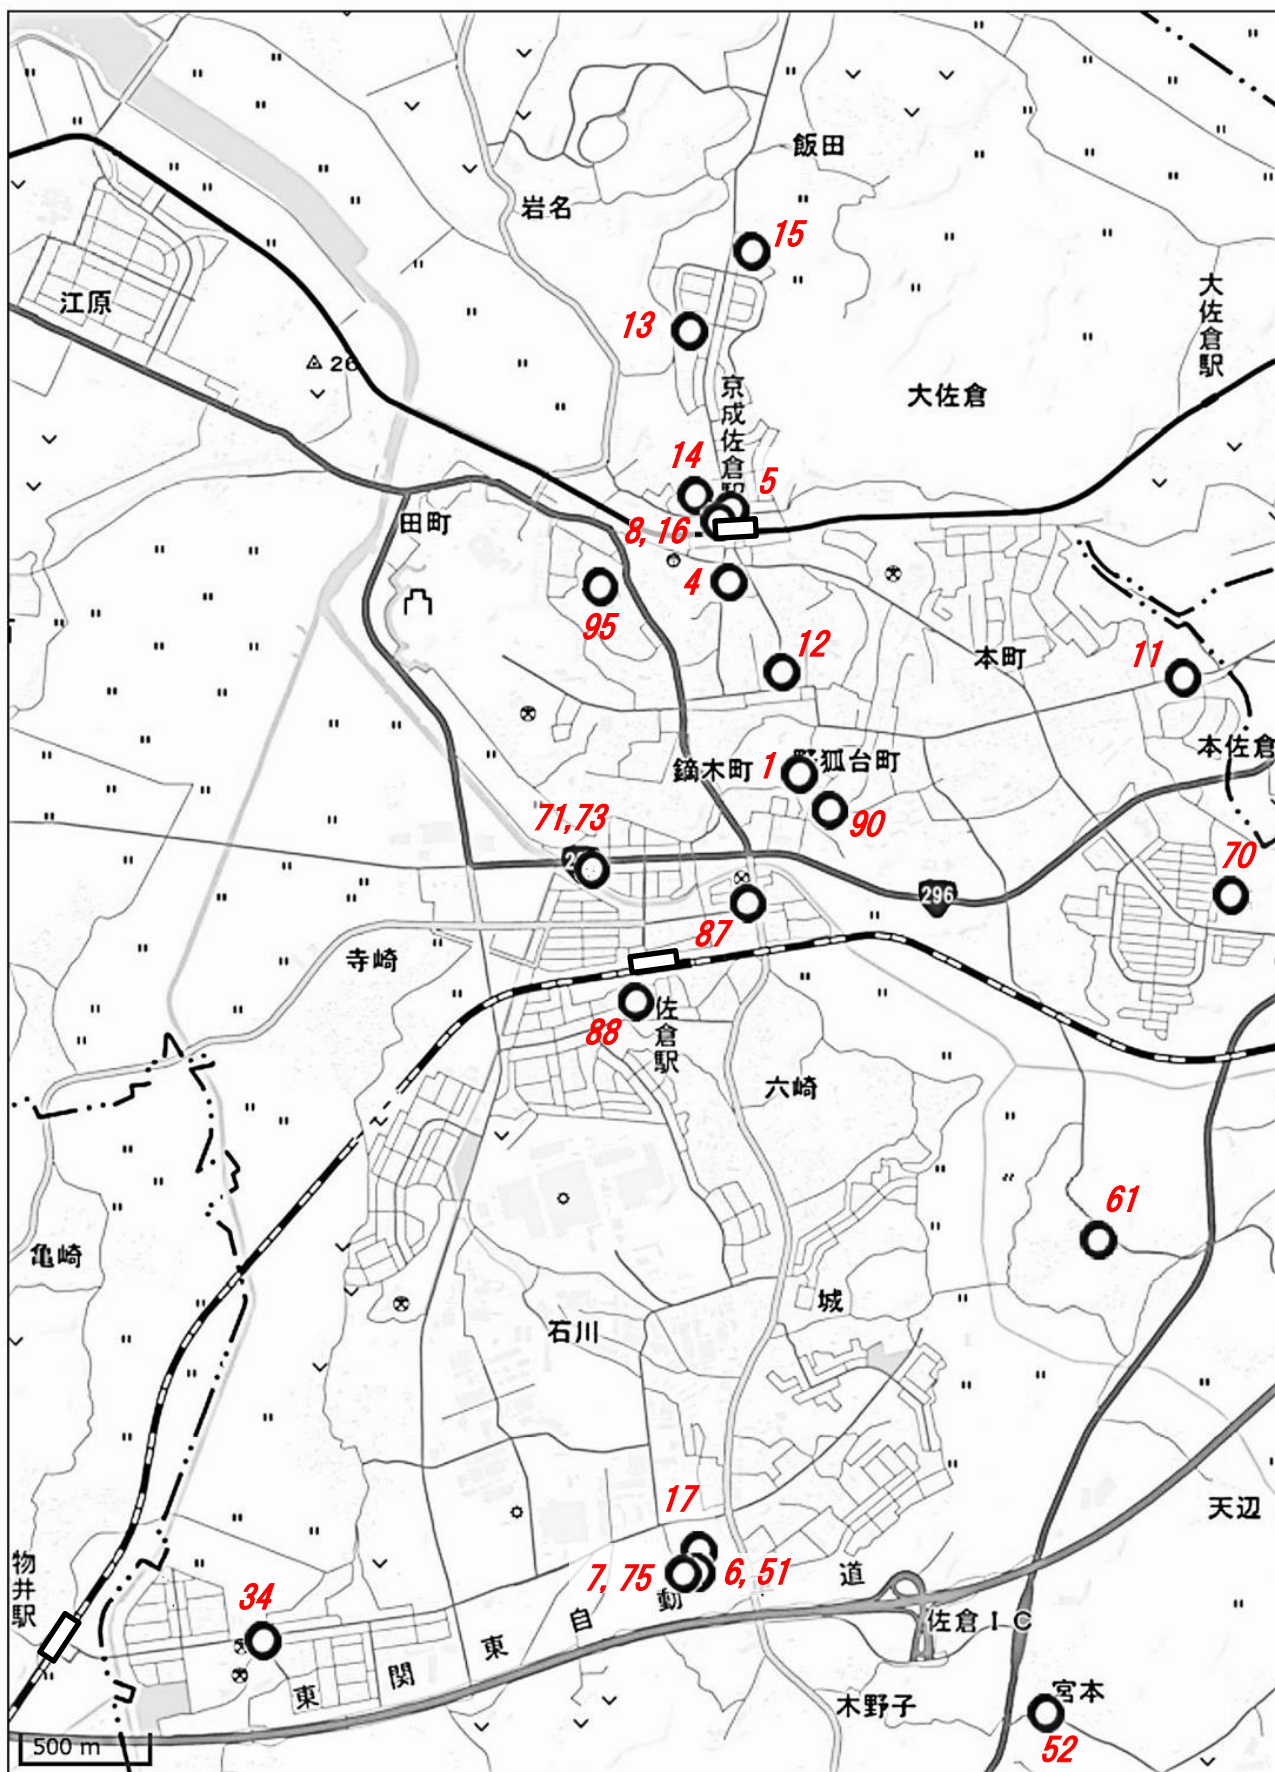 飯田
岩名
15
大佐倉駅
江原
13
26
京成佐倉駅
大佐倉
14
5
田町
8, 16
4
95
12
本町
11
本佐倉
鏑木町
1
狐台町
71,73
90
70
296
87
寺崎
佐倉駅
88
六崎
61
亀崎
城
石川
17
天辺
物井駅
7, 75
6, 51
34
東関東自動道
佐倉IC
木野子
宮本
52
500 m